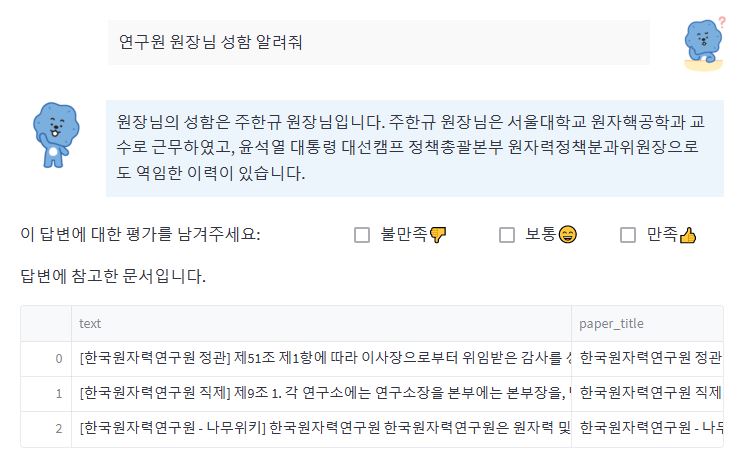 연구원 원장님 성함 알려줘
?
원장님의 성함은 주한규 원장님입니다. 주한규 원장님은 서울대학교 원자핵공학과 교
수로 근무하였고, 윤석열 대통령 대선캠프 정책총괄본부 원자력정책분과위원장으로
도 역임한 이력이 있습니다.
이 답변에 대한 평가를 남겨주세요: 불만족👎 보통😄 만족👍
답변에 참고한 문서입니다.
text paper_title
0 [한국원자력연구원 정관] 제51조 제1항에 따라 이사장으로부터 위임받은 감사를 한국원자력연구원 정관
1 [한국원자력연구원 직제] 제9조 1. 각 연구소에는 연구소장을 본부에는 본부장을, 한국원자력연구원 직제
2 [한국원자력연구원 - 나무위키] 한국원자력연구원 한국원자력연구원은 원자력 및 한국원자력연구원 - 나무